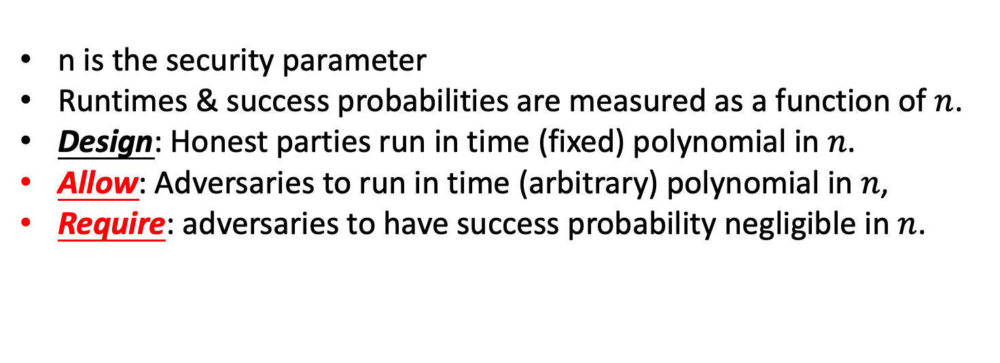 • n is the security parameter
• Runtimes & success probabilities are measured as a function of n.
• Design: Honest parties run in time (fixed) polynomial in n.
• Allow: Adversaries to run in time (arbitrary) polynomial in n,
• Require: adversaries to have success probability negligible in n.